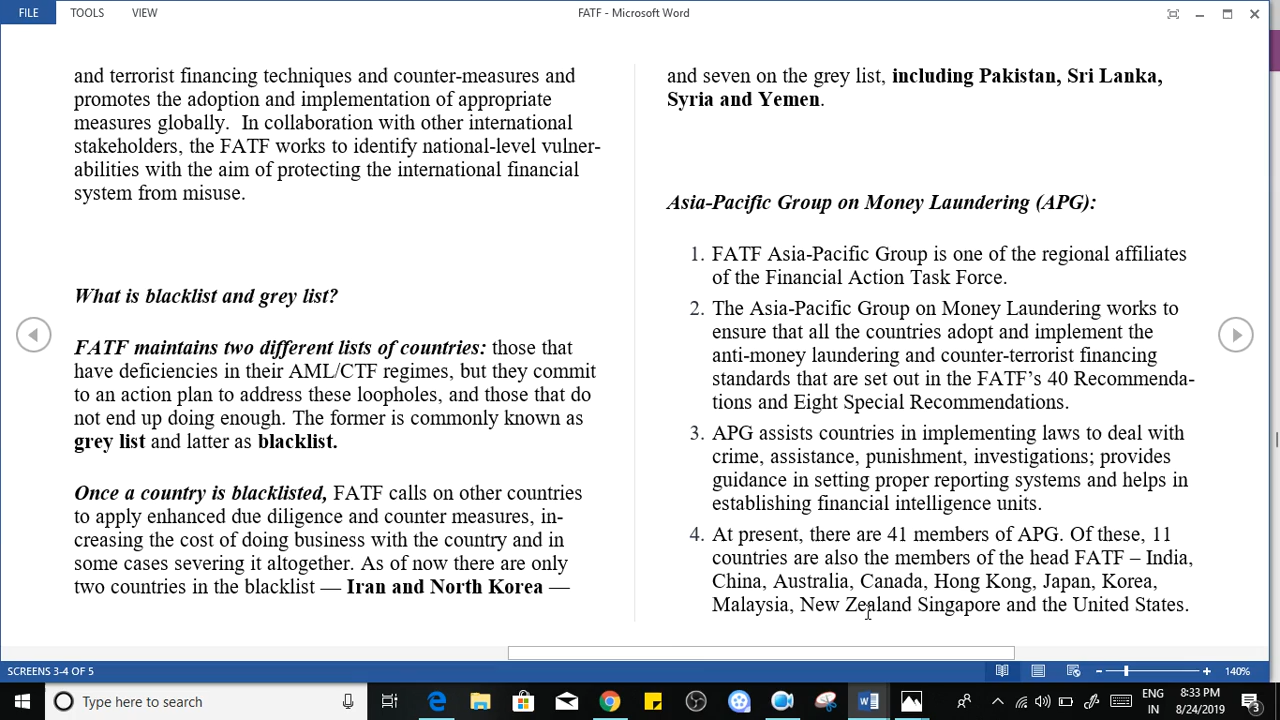 FILE TOOLS VIEW FATF - Microsoft Word
and terrorist financing techniques and counter-measures and
promotes the adoption and implementation of appropriate
measures globally.  In collaboration with other international
stakeholders, the FATF works to identify national-level vulner-
abilities with the aim of protecting the international financial
system from misuse.
What is blacklist and grey list?
FATF maintains two different lists of countries: those that
have deficiencies in their AML/CTF regimes, but they commit
to an action plan to address these loopholes, and those that do
not end up doing enough. The former is commonly known as
grey list and latter as blacklist.
Once a country is blacklisted, FATF calls on other countries
to apply enhanced due diligence and counter measures, in-
creasing the cost of doing business with the country and in
some cases severing it altogether. As of now there are only
two countries in the blacklist — Iran and North Korea —
and seven on the grey list, including Pakistan, Sri Lanka,
Syria and Yemen.
Asia-Pacific Group on Money Laundering (APG):
1. FATF Asia-Pacific Group is one of the regional affiliates
of the Financial Action Task Force.
2. The Asia-Pacific Group on Money Laundering works to
ensure that all the countries adopt and implement the
anti-money laundering and counter-terrorist financing
standards that are set out in the FATF’s 40 Recommenda-
tions and Eight Special Recommendations.
3. APG assists countries in implementing laws to deal with
crime, assistance, punishment, investigations; provides
guidance in setting proper reporting systems and helps in
establishing financial intelligence units.
4. At present, there are 41 members of APG. Of these, 11
countries are also the members of the head FATF – India,
China, Australia, Canada, Hong Kong, Japan, Korea,
Malaysia, New Zealand Singapore and the United States.
SCREENS 3-4 OF 5 140%
Type here to search
ENG 8:33 PM
IN 8/24/2019 3